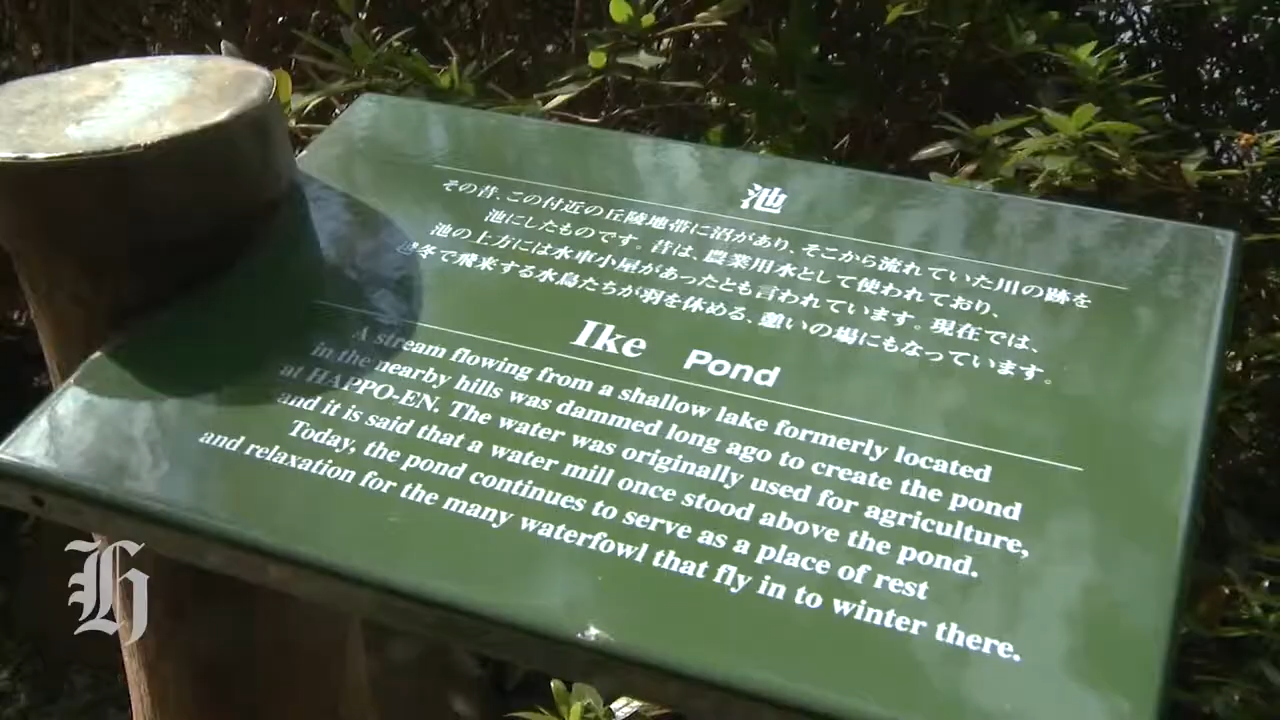 池
その昔、この付近の丘陵地帯に沼があり、そこから流れていた川の跡を
池にしたものです。昔は、農業用水として使われており、
池の上方には水車小屋があったとも言われています。現在では、
越冬で飛来する水鳥たちが羽を休める、憩いの場にもなっています。
Ike Pond
A stream flowing from a shallow lake formerly located
in the nearby hills was dammed long ago to create the pond
at HAPPO-EN. The water was originally used for agriculture,
and it is said that a water mill once stood above the pond.
Today, the pond continues to serve as a place of rest
and relaxation for the many waterfowl that fly in to winter there.
H